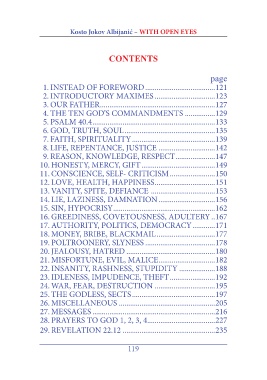 Kosto Jokov Albijanić – WITH OPEN EYES
CONTENTS
page
1. INSTEAD OF FOREWORD..................................121
2. INTRODUCTORY MAXIMES..............................123
3. OUR FATHER........................................................127
4. THE TEN GOD'S COMMANDMENTS ...............129
5. PSALM 40.4............................................................133
6. GOD, TRUTH, SOUL.............................................135
7. FAITH, SPIRITUALITY.........................................139
8. LIFE, REPENTANCE, JUSTICE ............................142
9. REASON, KNOWLEDGE, RESPECT....................147
10. HONESTY, MERCY, GIFT....................................149
11. CONSCIENCE, SELF- CRITICISM.......................150
12. LOVE, HEALTH, HAPPINESS..............................151
13. VANITY, SPITE, DEFIANCE ................................153
14. LIE, LAZINESS, DAMNATION............................156
15. SIN, HYPOCRISY..................................................162
16. GREEDINESS, COVETOUSNESS, ADULTERY ..167
17. AUTHORITY, POLITICS, DEMOCRACY ...........171
18. MONEY, BRIBE, BLACKMAIL.............................177
19. POLTROONERY, SLYNESS ..................................178
20. JEALOUSY, HATRED ............................................180
21. MISFORTUNE, EVIL, MALICE............................182
22. INSANITY, RASHNESS, STUPIDITY ..................188
23. IDLENESS, IMPUDENCE, THEFT.......................192
24. WAR, FEAR, DESTRUCTION ..............................195
25. THE GODLESS, SECTS.........................................197
26. MISCELLANEOUS ................................................205
27. MESSAGES ............................................................216
28. PRAYERS TO GOD 1, 2, 3, 4..................................227
29. REVELATION 22.12 ..............................................235
119